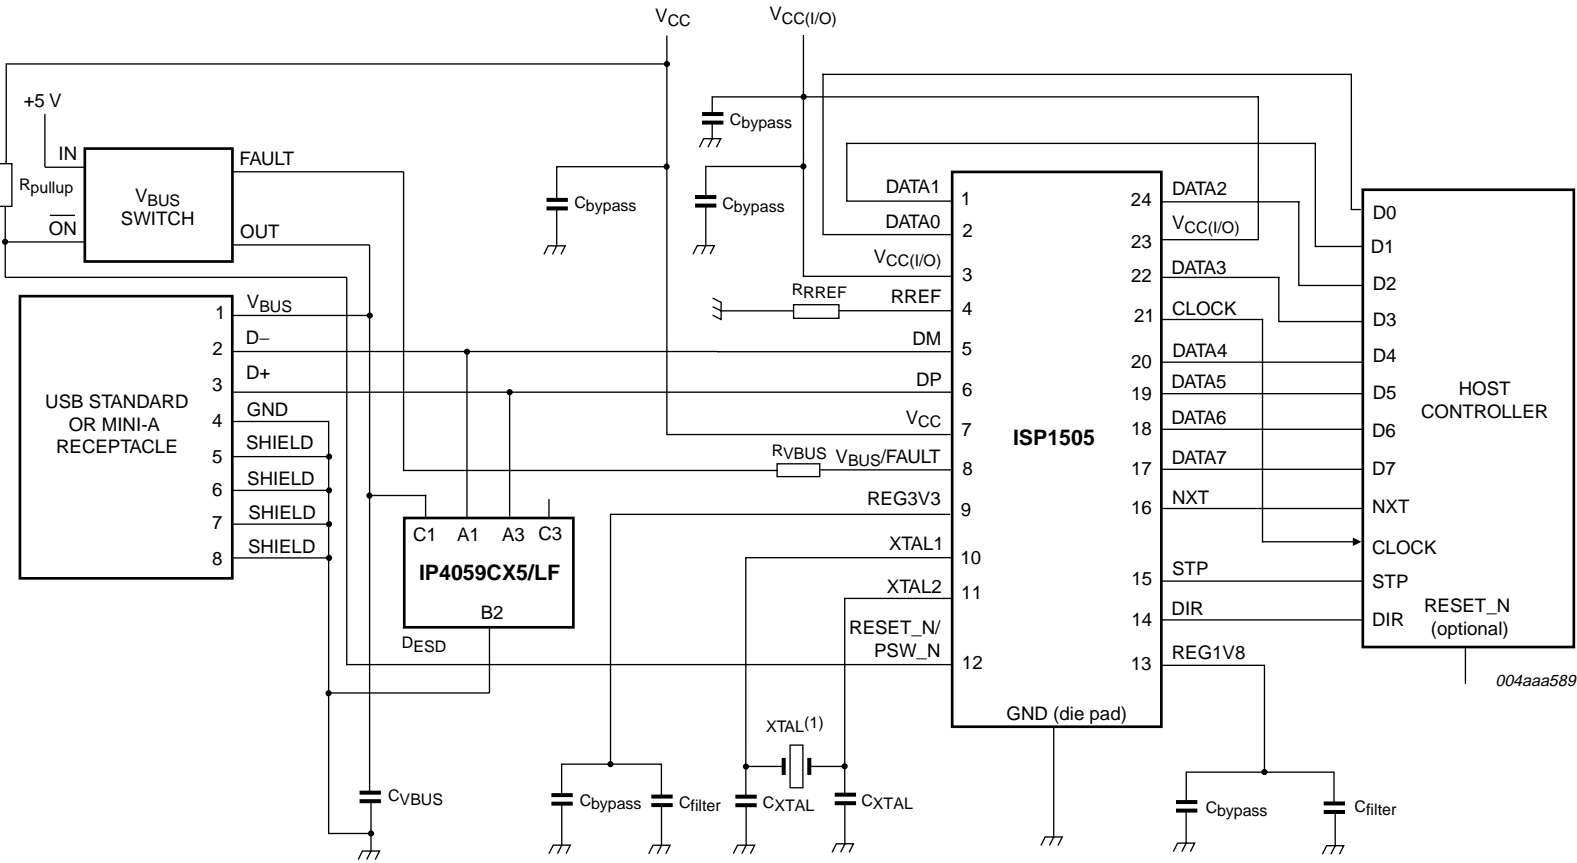 VCC
VCC(I/O)
+5 V
IN
FAULT
Rpullup
VBUS
SWITCH
ON
OUT
Cbypass
Cbypass
Cbypass
USB STANDARD
OR MINI-A
RECEPTACLE
1 VBUS
2 D−
3 D+
4 GND
5 SHIELD
6 SHIELD
7 SHIELD
8 SHIELD
C1 A1 A3 C3
IP4059CX5/LF
B2
DESD
CVBUS
DATA1 1
DATA0 2
VCC(I/O) 3
RRREF RREF 4
DM 5
DP 6
VCC 7
RVBUS VBUS/FAULT 8
REG3V3 9
XTAL1 10
XTAL2 11
RESET_N/
PSW_N 12
ISP1505
GND (die pad)
24 DATA2
23 VCC(I/O)
22 DATA3
21 CLOCK
20 DATA4
19 DATA5
18 DATA6
17 DATA7
16 NXT
15 STP
14 DIR
13 REG1V8
D0
D1
D2
D3
D4
D5
D6
D7
NXT
CLOCK
STP
DIR
HOST
CONTROLLER
RESET_N
(optional)
004aaa589
XTAL(1)
Cbypass
Cfilter
CXTAL
CXTAL
Cbypass
Cfilter